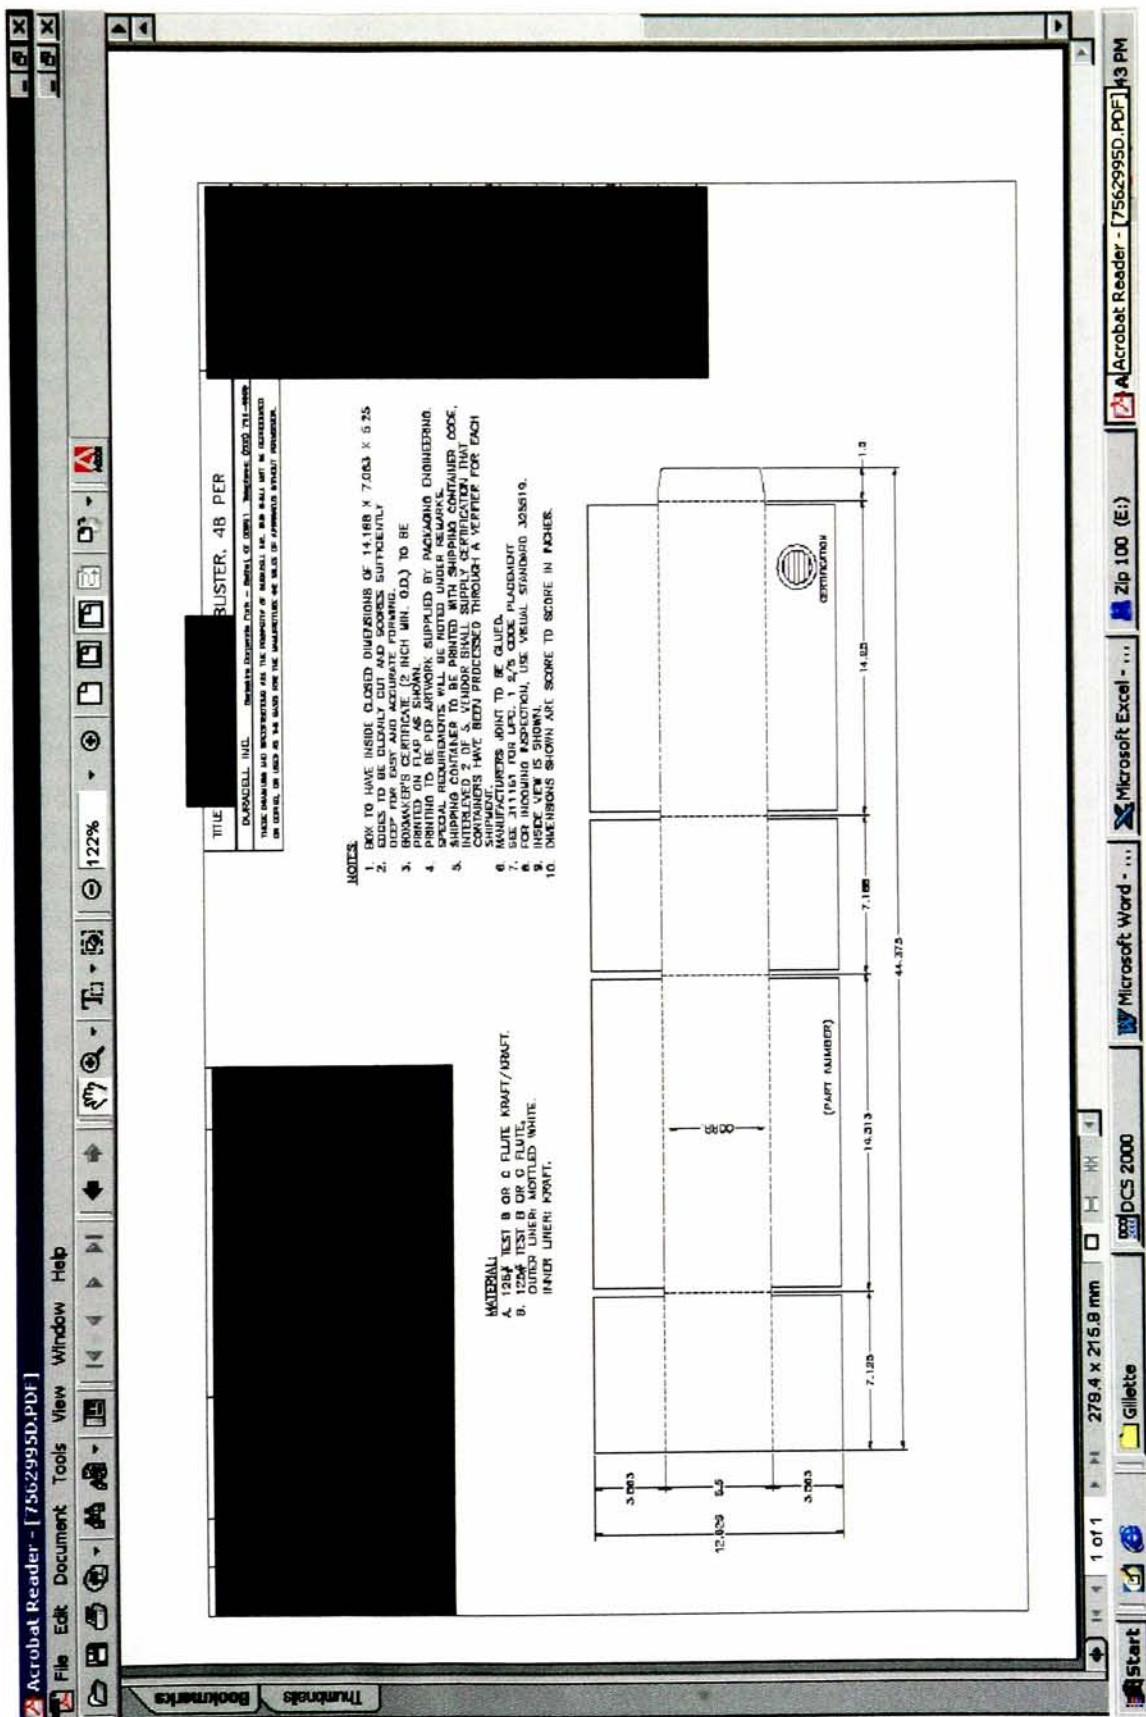 Acrobat Reader - [7562995D.PDF]
File Edit Document Tools View Window Help
122%
Adobe
Bookmarks
Thumbnails
TITLE
BLISTER, 4B PER
DURACELL INC.
NOTES:
1. BOX TO HAVE INSIDE CLOSED DIMENSIONS OF 14.188 X 7.063 X 5.25
2. EDGES TO BE CLEANLY CUT AND SCORES SUFFICIENTLY
DEEP FOR EASY AND ACCURATE FORMING.
3. BOXMAKER'S CERTIFICATE (2 INCH MIN. O.D.) TO BE
PRINTED ON FLAP AS SHOWN.
4. PRINTING TO BE PER ARTWORK SUPPLIED BY PACKAGING ENGINEERING.
SPECIAL REQUIREMENTS WILL BE NOTED UNDER REMARKS.
5. SHIPPING CONTAINER TO BE PRINTED WITH SHIPPING CONTAINER CODE,
INTERLEVED 2 OF 5. VENDOR SHALL SUPPLY CERTIFICATION THAT
CONTAINERS HAVE BEEN PROCESSED THROUGH A VERIFIER FOR EACH
SHIPMENT.
6. MANUFACTURERS JOINT TO BE GLUED.
7. SEE 311161 FOR UPC, 1 2/5 CODE PLACEMENT
8. FOR INCOMING INSPECTION, USE VISUAL STANDARD 325519.
9. INSIDE VIEW IS SHOWN.
10. DIMENSIONS SHOWN ARE SCORE TO SCORE IN INCHES.
MATERIAL:
A. 125# TEST B OR C FLUTE KRAFT/KRAFT.
B. 125# TEST B OR C FLUTE,
OUTER LINER: MOTTLED WHITE.
INNER LINER: KRAFT.
3.563
5.5
3.563
12.626
(PART NUMBER)
CERTIFICATION
7.125
14.313
7.188
14.25
1.5
44.375
1 of 1
279.4 x 215.9 mm
Start
Gillette
DCS 2000
Microsoft Word - ...
Microsoft Excel - ...
Zip 100 (E:)
Acrobat Reader - [7562995D.PDF]
43 PM